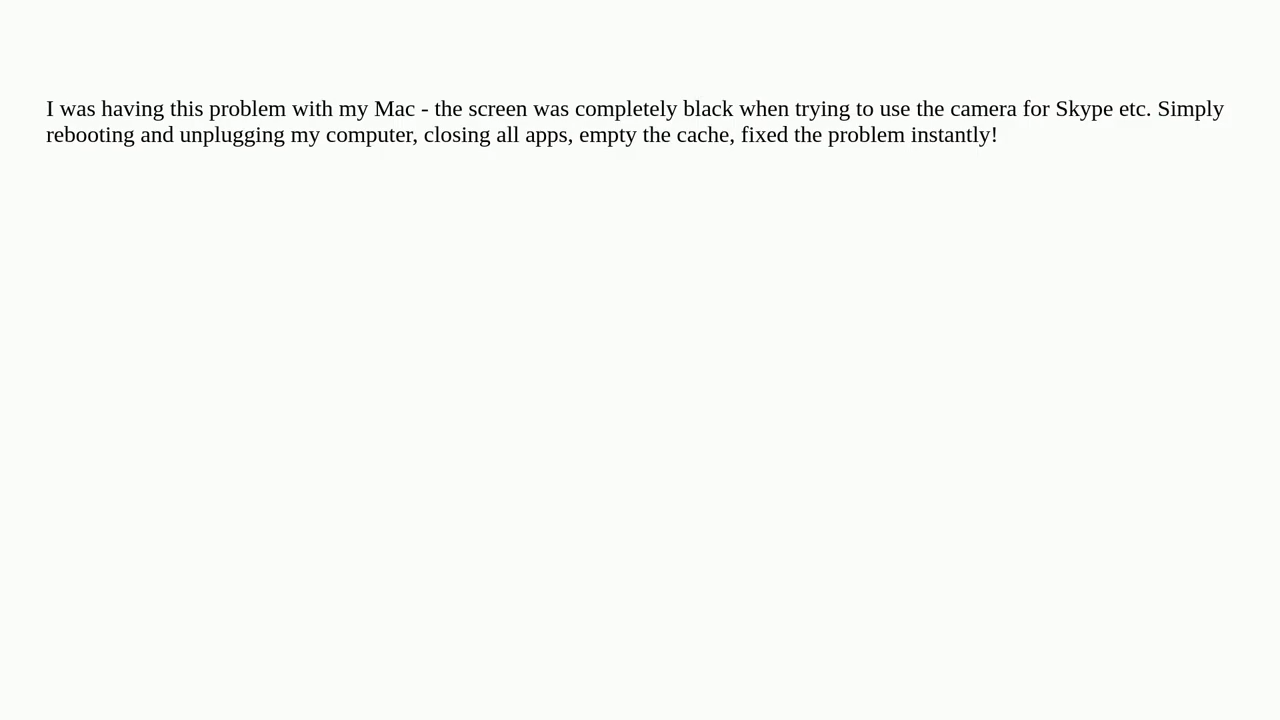 I was having this problem with my Mac - the screen was completely black when trying to use the camera for Skype etc. Simply
rebooting and unplugging my computer, closing all apps, empty the cache, fixed the problem instantly!